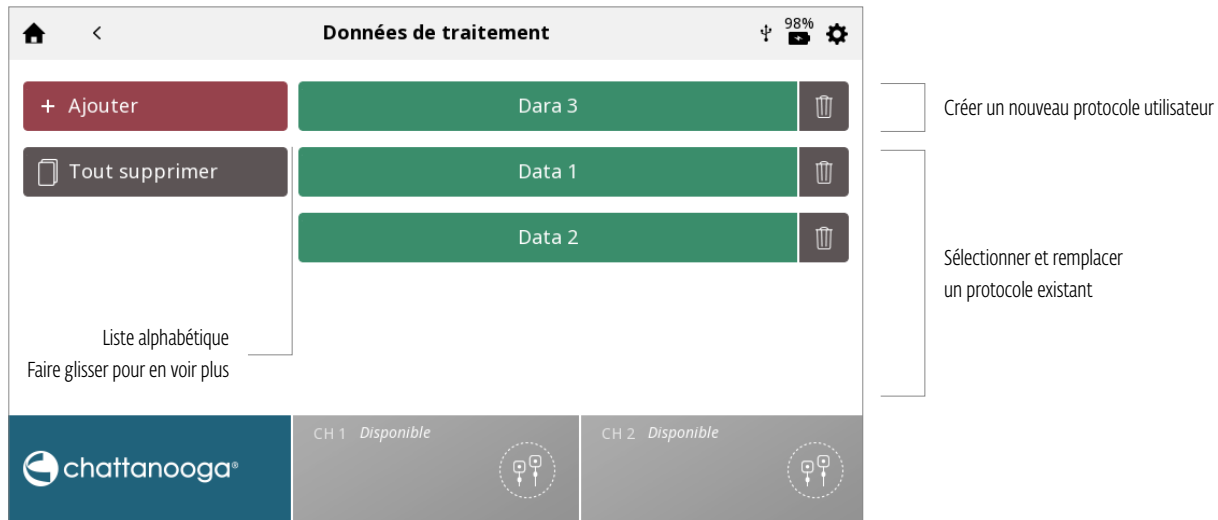 Données de traitement
98%
+ Ajouter
Dara 3
Créer un nouveau protocole utilisateur
Tout supprimer
Data 1
Data 2
Sélectionner et remplacer
un protocole existant
Liste alphabétique
Faire glisser pour en voir plus
chattanooga®
CH 1 Disponible
CH 2 Disponible